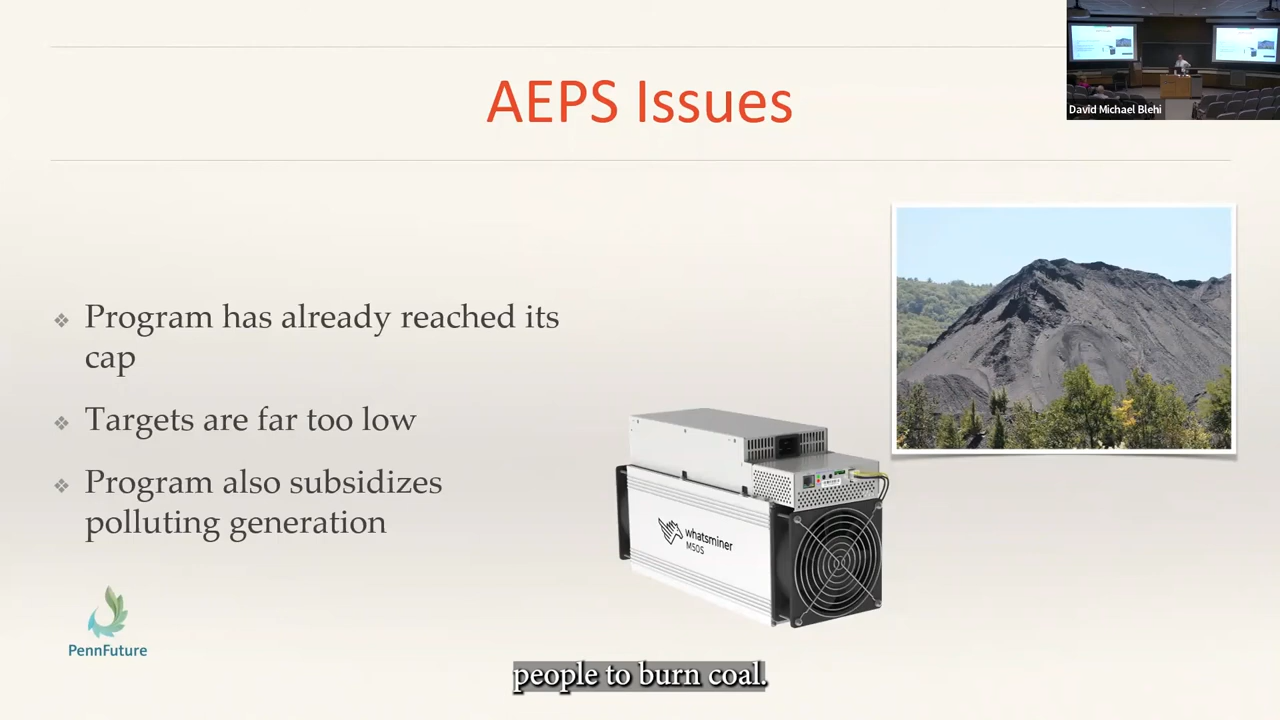 AEPS Issues
David Michael Blehi
Program has already reached its
cap
Targets are far too low
Program also subsidizes
polluting generation
whatsminer
M50S
PennFuture
people to burn coal.